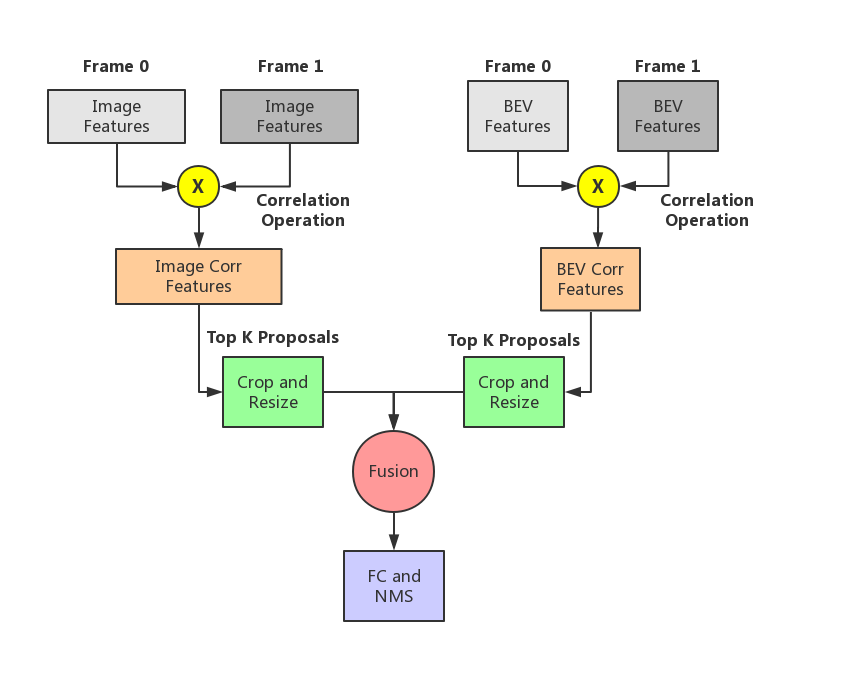 Frame 0
Frame 1
Frame 0
Frame 1
Image
Features
Image
Features
BEV
Features
BEV
Features
X
X
Correlation
Operation
Correlation
Operation
Image Corr
Features
BEV Corr
Features
Top K Proposals
Top K Proposals
Crop and
Resize
Crop and
Resize
Fusion
FC and
NMS